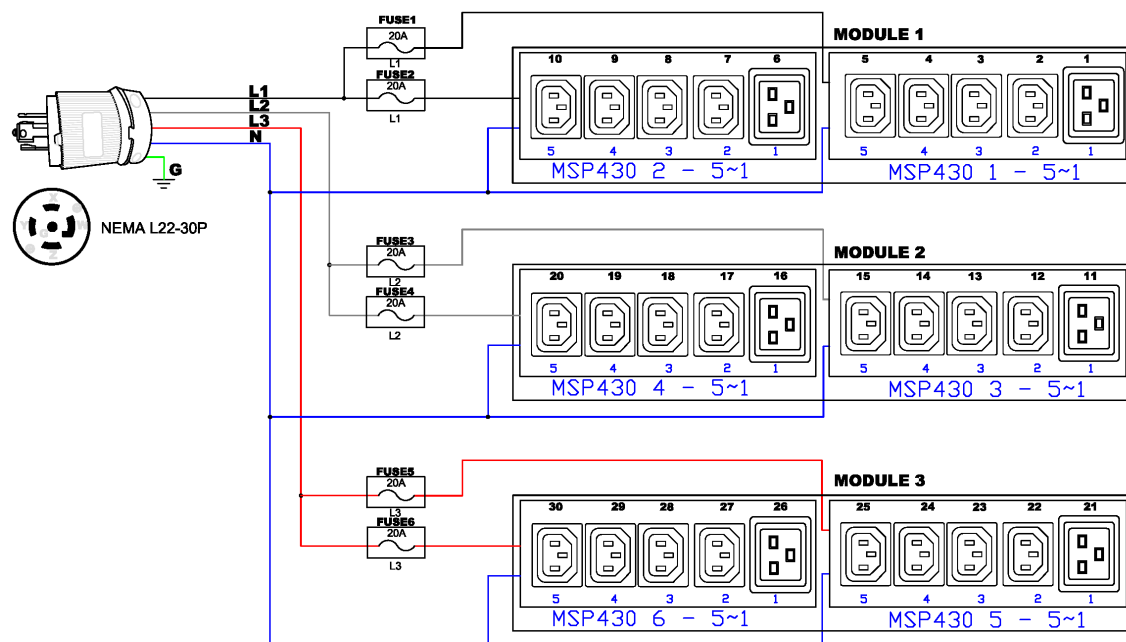 FUSE1
20A
L1
FUSE2
20A
L1
MODULE 1
10 9 8 7 6 5 4 3 2 1
5 4 3 2 1 5 4 3 2 1
MSP430 2 - 5~1 MSP430 1 - 5~1
L1
L2
L3
N
G
X
Y W
G
Z
NEMA L22-30P
FUSE3
20A
L2
FUSE4
20A
L2
MODULE 2
20 19 18 17 16 15 14 13 12 11
5 4 3 2 1 5 4 3 2 1
MSP430 4 - 5~1 MSP430 3 - 5~1
FUSE5
20A
L3
FUSE6
20A
L3
MODULE 3
30 29 28 27 26 25 24 23 22 21
5 4 3 2 1 5 4 3 2 1
MSP430 6 - 5~1 MSP430 5 - 5~1